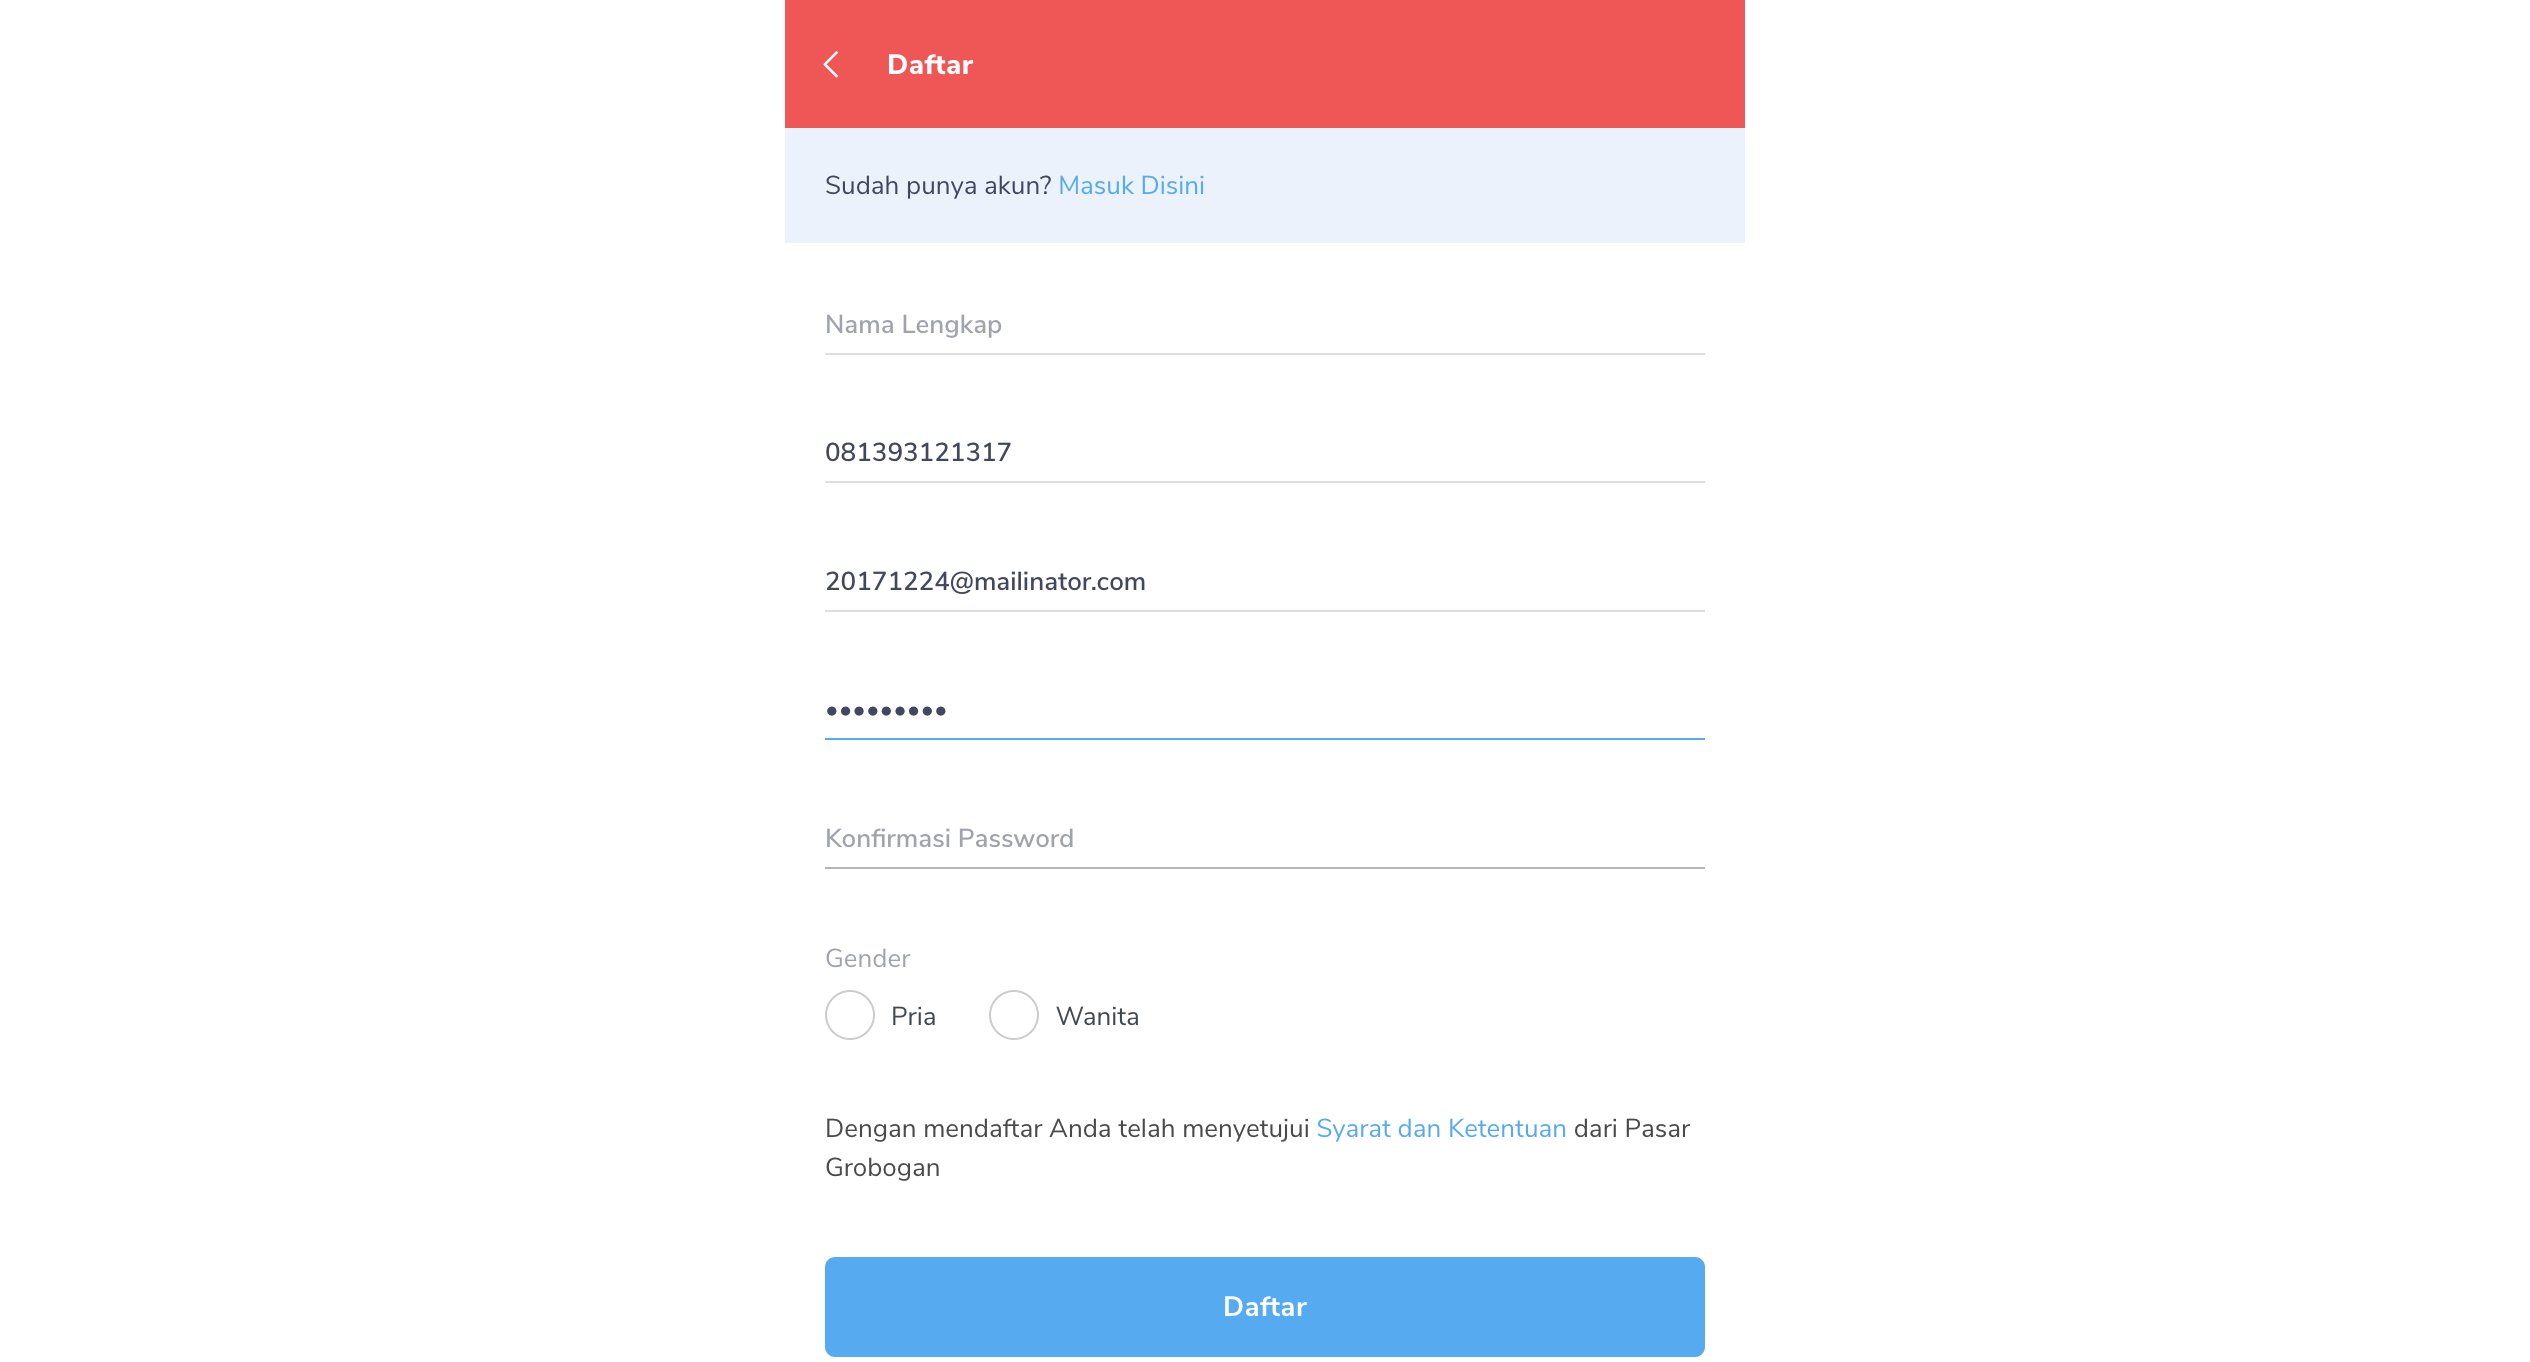 Daftar
Sudah punya akun? Masuk Disini
Nama Lengkap
081393121317
20171224@mailinator.com
•••••••••
Konfirmasi Password
Gender
Pria Wanita
Dengan mendaftar Anda telah menyetujui Syarat dan Ketentuan dari Pasar
Grobogan
Daftar